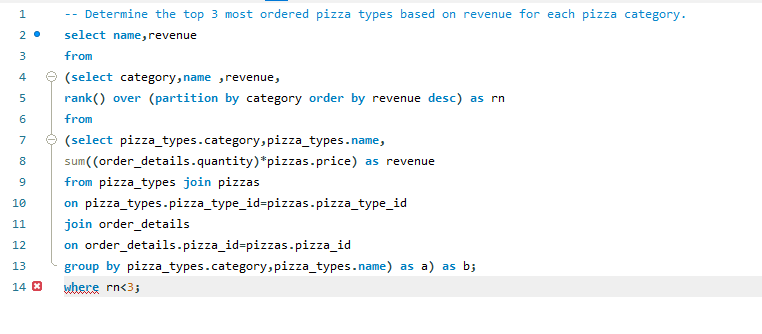 1 -- Determine the top 3 most ordered pizza types based on revenue for each pizza category.
2 select name,revenue
3 from
4 (select category,name ,revenue,
5 rank() over (partition by category order by revenue desc) as rn
6 from
7 (select pizza_types.category,pizza_types.name,
8 sum((order_details.quantity)*pizzas.price) as revenue
9 from pizza_types join pizzas
10 on pizza_types.pizza_type_id=pizzas.pizza_type_id
11 join order_details
12 on order_details.pizza_id=pizzas.pizza_id
13 group by pizza_types.category,pizza_types.name) as a) as b;
14 where rn<3;